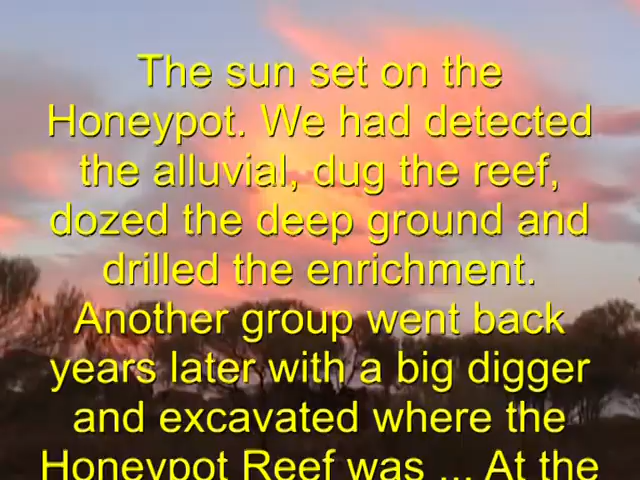 The sun set on the
Honeypot. We had detected
the alluvial, dug the reef,
dozed the deep ground and
drilled the enrichment.
Another group went back
years later with a big digger
and excavated where the
Honeypot Reef was ... At the